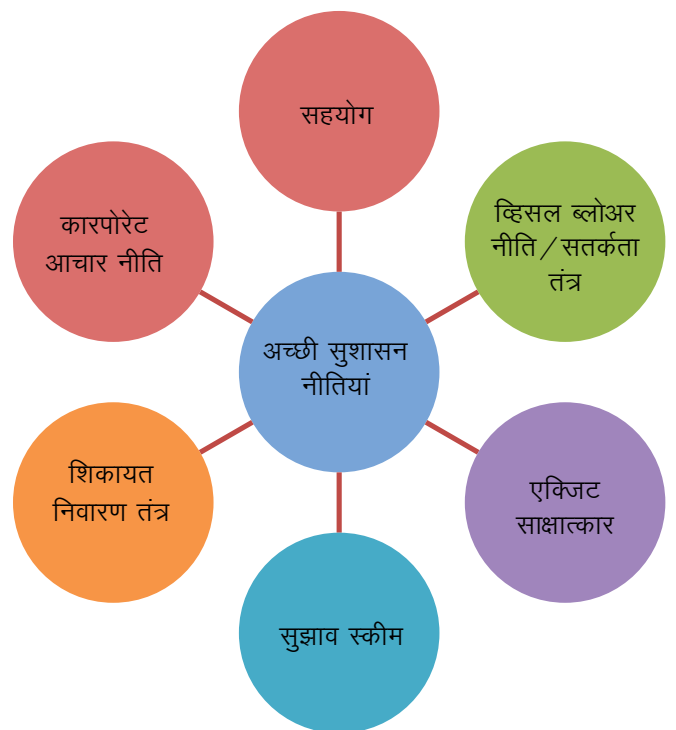 सहयोग
व्हिसल ब्लोअर
नीति/सतर्कता
तंत्र
एक्जिट
साक्षात्कार
सुझाव स्कीम
शिकायत
निवारण तंत्र
कारपोरेट
आचार नीति
अच्छी सुशासन
नीतियां